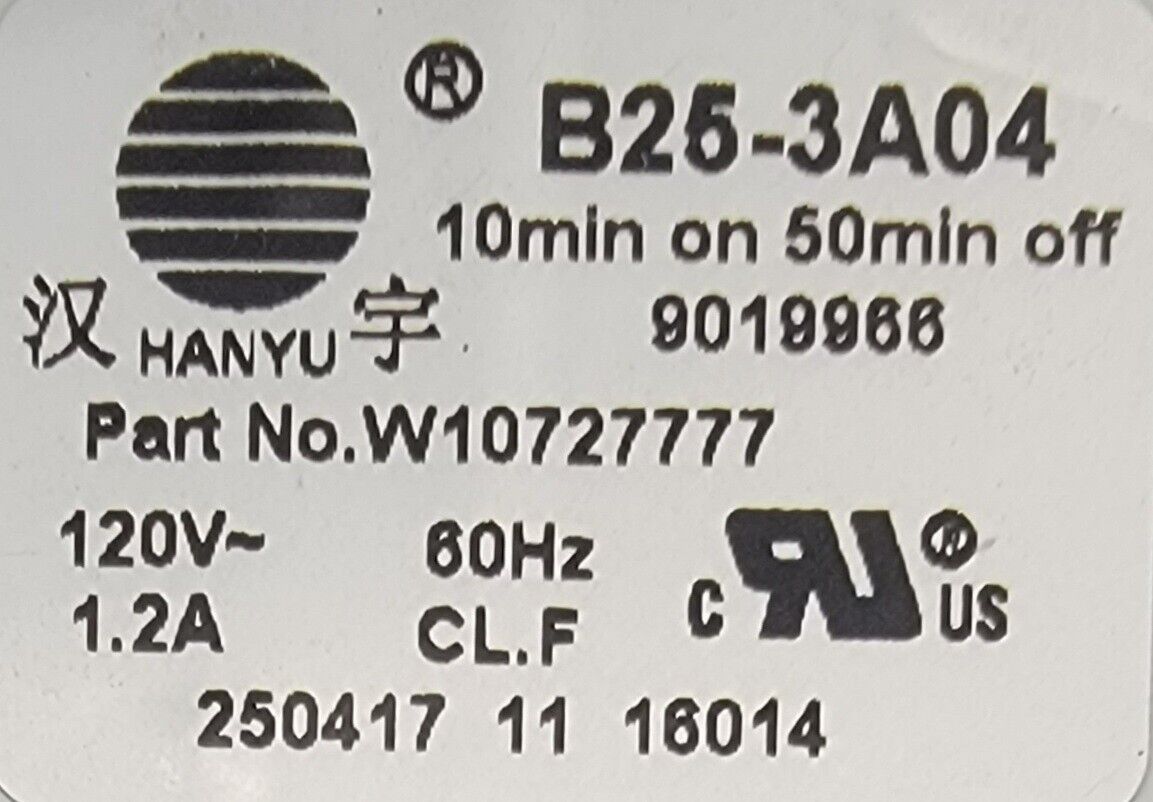 ® B25-3A04
10min on 50min off
汉 HANYU 宇
9019966
Part No.W10727777
120V~ 60Hz
1.2A CL.F
c RU ® US
250417 11 16014